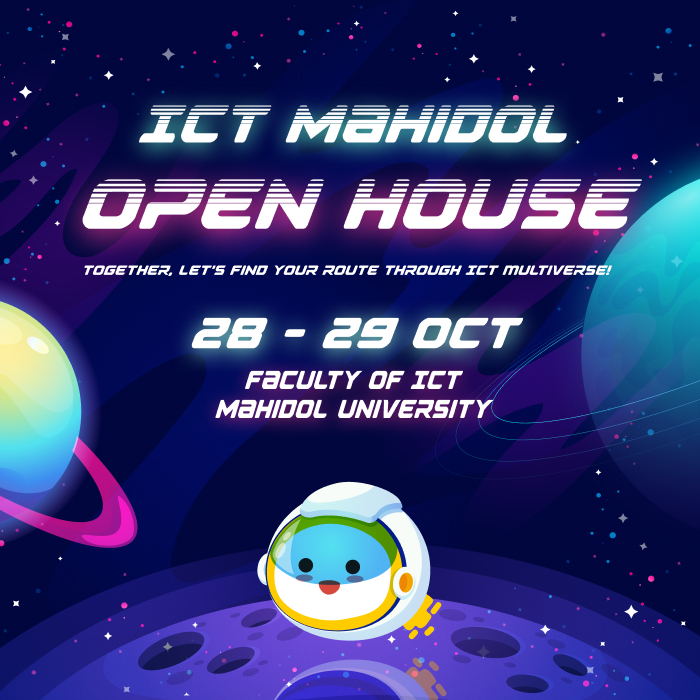 ICT MAHIDOL
OPEN HOUSE
TOGETHER, LET'S FIND YOUR ROUTE THROUGH ICT MULTIVERSE!
28 - 29 OCT
FACULTY OF ICT
MAHIDOL UNIVERSITY